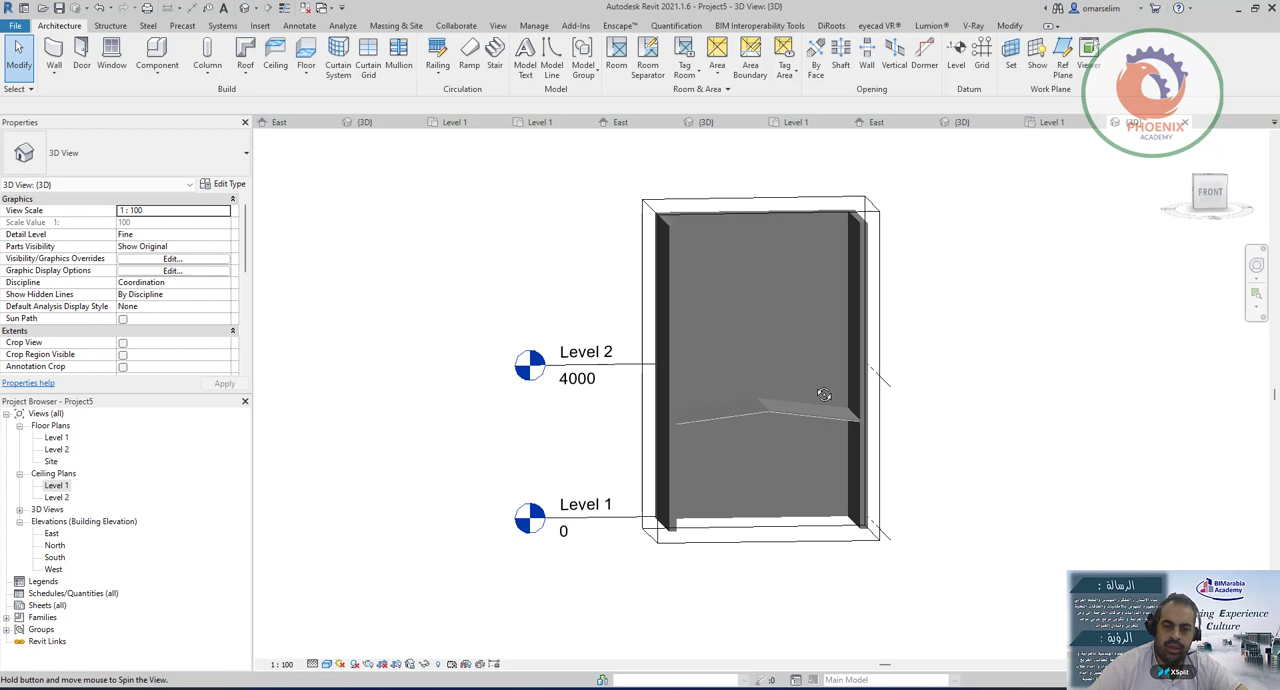 Autodesk Revit 2021.1.6 - Project5
omarselim
File Architecture Structure Steel Precast Systems Insert Annotate Analyze Massing & Site Collaborate View Manage Add-Ins Enscape™ Quantification BIM Interoperability Tools DiRoots eyecad VR® Lumion® V-Ray Modify
Modify Wall Door Window Component Column Roof Ceiling Floor Curtain System Curtain Grid Mullion Railing Ramp Stair Model Text Model Line Model Group Room Room Separator Tag Room Area Area Boundary Tag Area By Face Shaft Wall Vertical Dormer Level Grid Set Show Ref Plane Viewer
Select Build Circulation Model Room & Area Opening Datum Work Plane
PHOENIX
ACADEMY
Properties
East {3D} Level 1 Level 1 East {3D} Level 1 East {3D} Level 1
3D View
3D View: {3D} Edit Type
Graphics
View Scale 1 : 100
Scale Value 1: 100
Detail Level Fine
Parts Visibility Show Original
Visibility/Graphics Overrides Edit...
Graphic Display Options Edit...
Discipline Coordination
Show Hidden Lines By Discipline
Default Analysis Display Style None
Sun Path
Extents
Crop View
Crop Region Visible
Annotation Crop
Properties help Apply
Project Browser - Project5
Views (all)
Floor Plans
Level 1
Level 2
Site
Ceiling Plans
Level 1
Level 2
3D Views
Elevations (Building Elevation)
East
North
South
West
Legends
Schedules/Quantities (all)
Sheets (all)
Families
Groups
Revit Links
FRONT
Level 2
4000
Level 1
0
الرسالة :
الرؤية :
BIMarabia
Academy
Experience
Culture
XSplit
1 : 100
Hold button and move mouse to Spin the View.
:0
Main Model